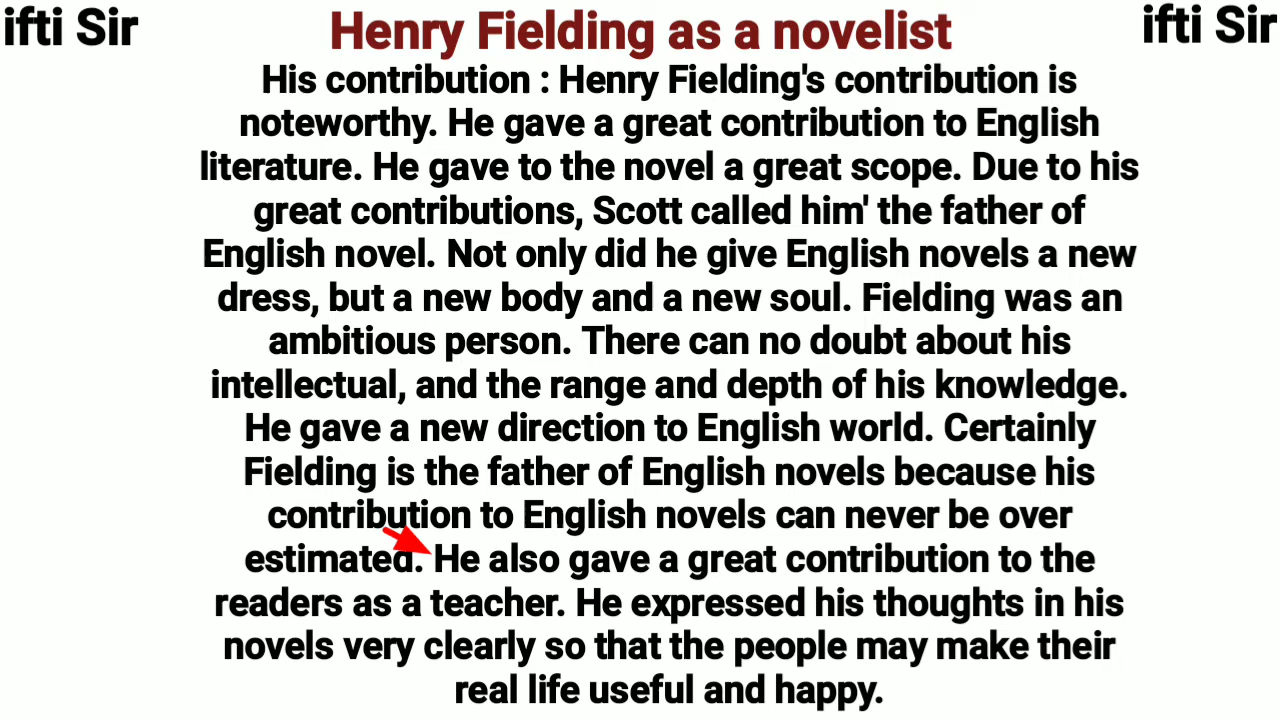 ifti Sir
Henry Fielding as a novelist
ifti Sir
His contribution : Henry Fielding's contribution is
noteworthy. He gave a great contribution to English
literature. He gave to the novel a great scope. Due to his
great contributions, Scott called him' the father of
English novel. Not only did he give English novels a new
dress, but a new body and a new soul. Fielding was an
ambitious person. There can no doubt about his
intellectual, and the range and depth of his knowledge.
He gave a new direction to English world. Certainly
Fielding is the father of English novels because his
contribution to English novels can never be over
estimated. He also gave a great contribution to the
readers as a teacher. He expressed his thoughts in his
novels very clearly so that the people may make their
real life useful and happy.